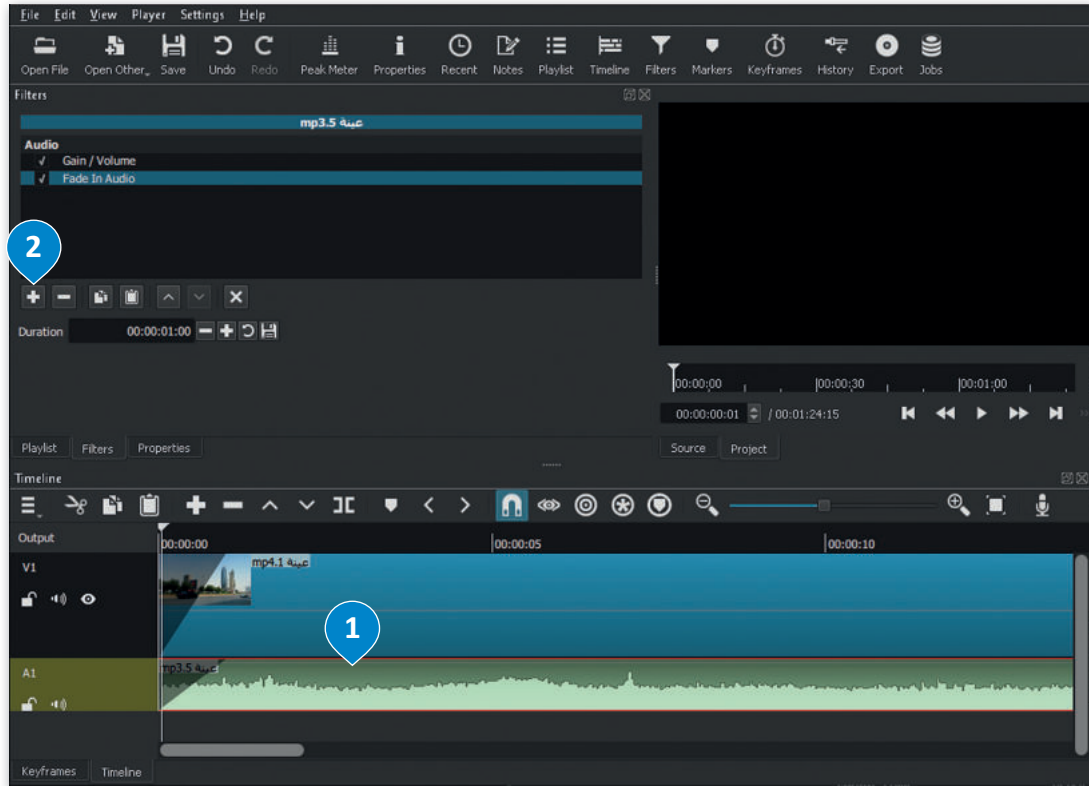 File Edit View Player Settings Help
Open File Open Other Save Undo Redo Peak Meter Properties Recent Notes Playlist Timeline Filters Markers Keyframes History Export Jobs
Filters
عينة 5.mp3
Audio
✓ Gain / Volume
✓ Fade In Audio
2
Duration 00:00:01:00
00:00:00 00:00:30 00:01:00
00:00:00:01 / 00:01:24:15
Playlist Filters Properties
Source Project
Timeline
Output 00:00:00 00:00:05 00:00:10
V1
عينة 1.mp4
1
A1
عينة 5.mp3
Keyframes Timeline